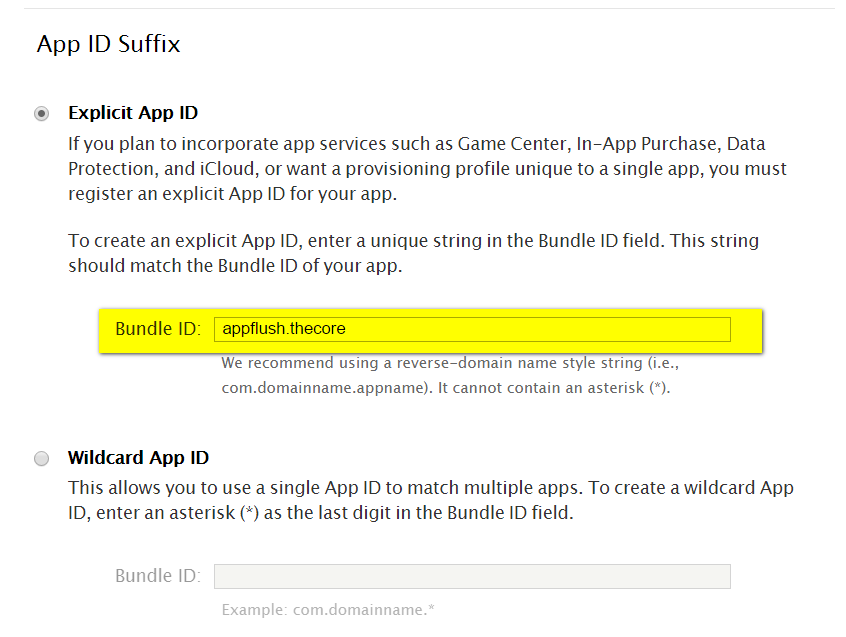 App ID Suffix
Explicit App ID
If you plan to incorporate app services such as Game Center, In-App Purchase, Data
Protection, and iCloud, or want a provisioning profile unique to a single app, you must
register an explicit App ID for your app.
To create an explicit App ID, enter a unique string in the Bundle ID field. This string
should match the Bundle ID of your app.
Bundle ID: appflush.thecore
We recommend using a reverse-domain name style string (i.e.,
com.domainname.appname). It cannot contain an asterisk (*).
Wildcard App ID
This allows you to use a single App ID to match multiple apps. To create a wildcard App
ID, enter an asterisk (*) as the last digit in the Bundle ID field.
Bundle ID:
Example: com.domainname.*